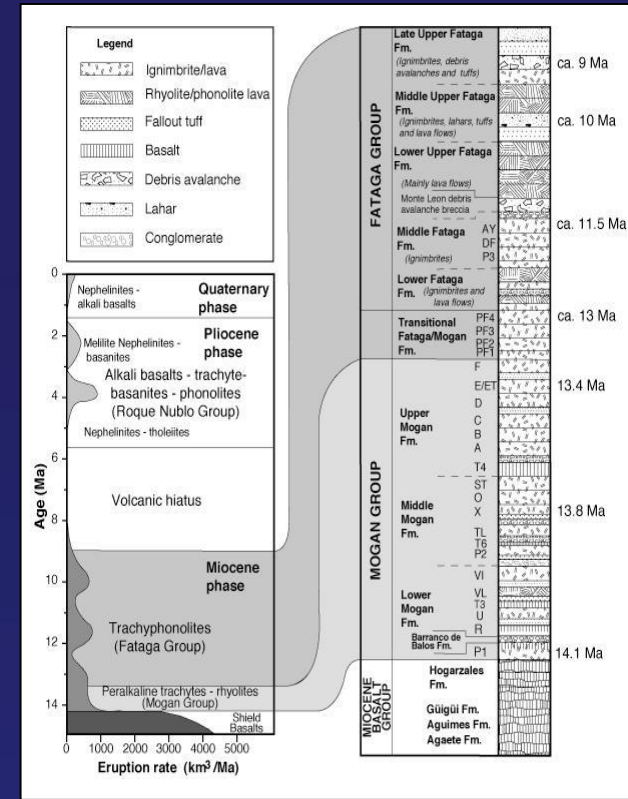 Legend
Ignimbrite/lava
Rhyolite/phonolite lava
Fallout tuff
Basalt
Debris avalanche
Lahar
Conglomerate
0
2
4
6
8
10
12
14
Age (Ma)
Nephelinites -
alkali basalts
Quaternary
phase
Pliocene
phase
Melilite Nephelinites -
basanites
Alkali basalts - trachyte-
basanites - phonolites
(Roque Nublo Group)
Nephelinites - tholeiites
Volcanic hiatus
Miocene
phase
Trachyphonolites
(Fataga Group)
Peralkaline trachytes - rhyolites
(Mogan Group)
Shield
Basalts
0 1000 2000 3000 4000 5000
Eruption rate (km³/Ma)
FATAGA GROUP
Late Upper Fataga
Fm.
(Ignimbrites, debris
avalanches and tuffs)
Middle Upper Fataga
Fm.
(Ignimbrites, lahars, tuffs
and lava flows)
Lower Upper Fataga
Fm.
(Mainly lava flows)
Monte Leon debris
avalanche breccia
Middle Fataga
Fm.
(Ignimbrites)
AY
DF
P3
Lower Fataga
Fm. (Ignimbrites and
lava flows)
Transitional
Fataga/Mogan
Fm.
PF4
PF3
PF2
PF1
MOGAN GROUP
F
E/ET
D
Upper
Mogan
Fm.
C
B
A
T4
Middle
Mogan
Fm.
ST
O
X
TL
T6
P2
Lower
Mogan
Fm.
VI
VL
T3
U
R
Barranco de
Balos Fm.
P1
MIOCENE
BASALT
GROUP
Hogarzales
Fm.
Güigüi Fm.
Aguimes Fm.
Agaete Fm.
ca. 9 Ma
ca. 10 Ma
ca. 11.5 Ma
ca. 13 Ma
13.4 Ma
13.8 Ma
14.1 Ma